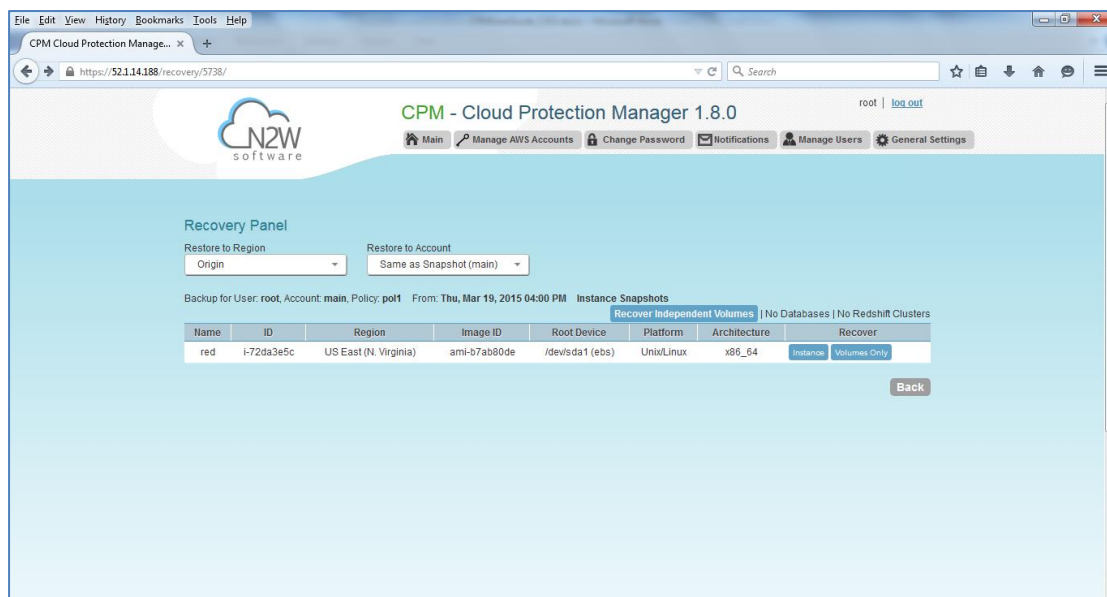 File Edit View History Bookmarks Tools Help
CPM Cloud Protection Manage... × +
https://52.1.14.188/recovery/5738/ Search
N2W
software
CPM - Cloud Protection Manager 1.8.0
root | log out
Main Manage AWS Accounts Change Password Notifications Manage Users General Settings
Recovery Panel
Restore to Region Restore to Account
Origin Same as Snapshot (main)
Backup for User: root, Account: main, Policy: pol1 From: Thu, Mar 19, 2015 04:00 PM Instance Snapshots
Recover Independent Volumes | No Databases | No Redshift Clusters
Name ID Region Image ID Root Device Platform Architecture Recover
red i-72da3e5c US East (N. Virginia) ami-b7ab80de /dev/sda1 (ebs) Unix/Linux x86_64 Instance Volumes Only
Back